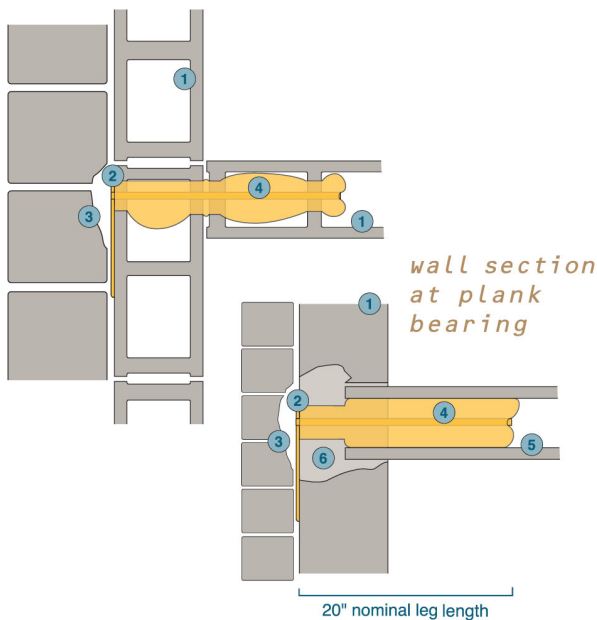 1
2
4
3
1
wall section
at plank
bearing
1
2
4
3
5
6
20" nominal leg length